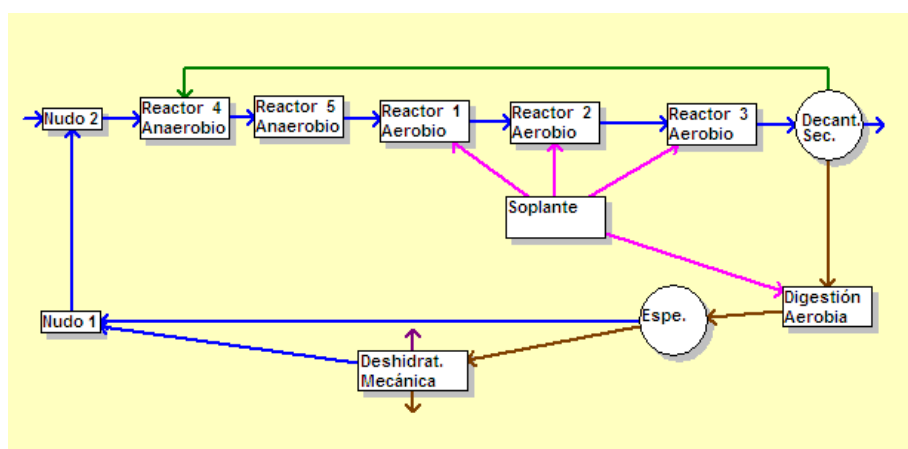 Nudo 2
Reactor 4
Anaerobio
Reactor 5
Anaerobio
Reactor 1
Aerobio
Reactor 2
Aerobio
Reactor 3
Aerobio
Decant.
Sec.
Soplante
Digestión
Aerobia
Espe.
Nudo 1
Deshidrat.
Mecánica